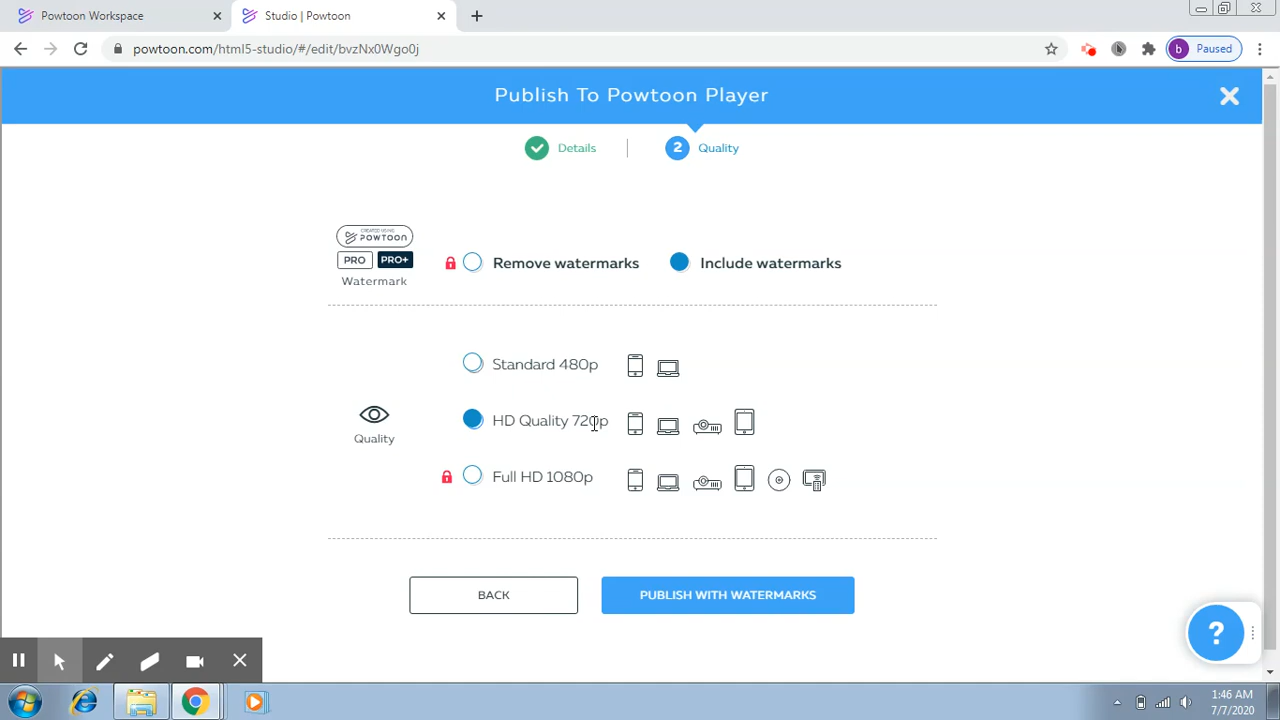 Powtoon Workspace
Studio | Powtoon
powtoon.com/html5-studio/#/edit/bvzNx0Wgo0j
b Paused
Publish To Powtoon Player
Details
2 Quality
CREATED USING
POWTOON
PRO PRO+
Watermark
Remove watermarks
Include watermarks
Standard 480p
HD Quality 720p
Quality
Full HD 1080p
BACK
PUBLISH WITH WATERMARKS
?
1:46 AM
7/7/2020